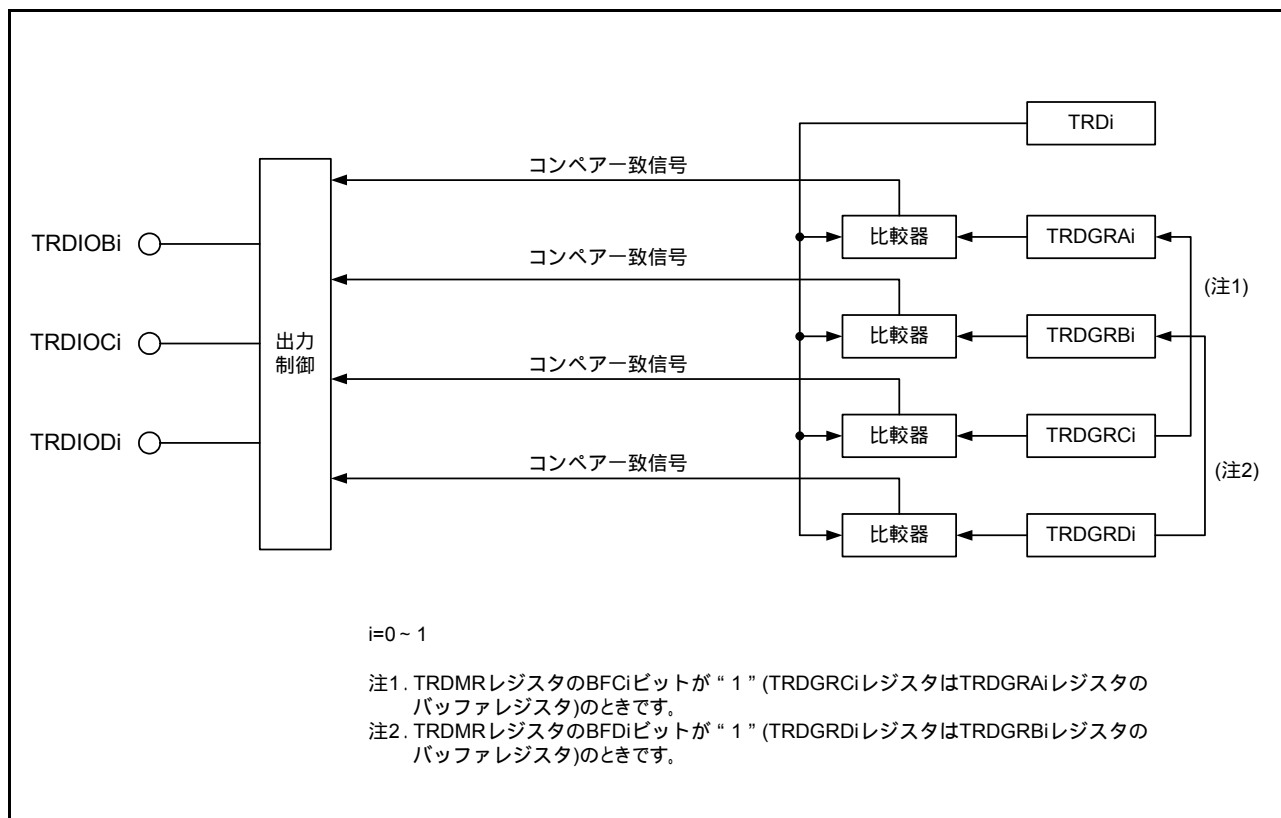 TRDi
コンペア一致信号
TRDIOBi
比較器
TRDGRAi
コンペア一致信号
(注1)
TRDIOCi
出力
制御
比較器
TRDGRBi
コンペア一致信号
TRDIODi
比較器
TRDGRCi
コンペア一致信号
(注2)
比較器
TRDGRDi
i=0~1
注1. TRDMRレジスタのBFCiビットが“1”(TRDGRCiレジスタはTRDGRAiレジスタの
バッファレジスタ)のときです。
注2. TRDMRレジスタのBFDiビットが“1”(TRDGRDiレジスタはTRDGRBiレジスタの
バッファレジスタ)のときです。